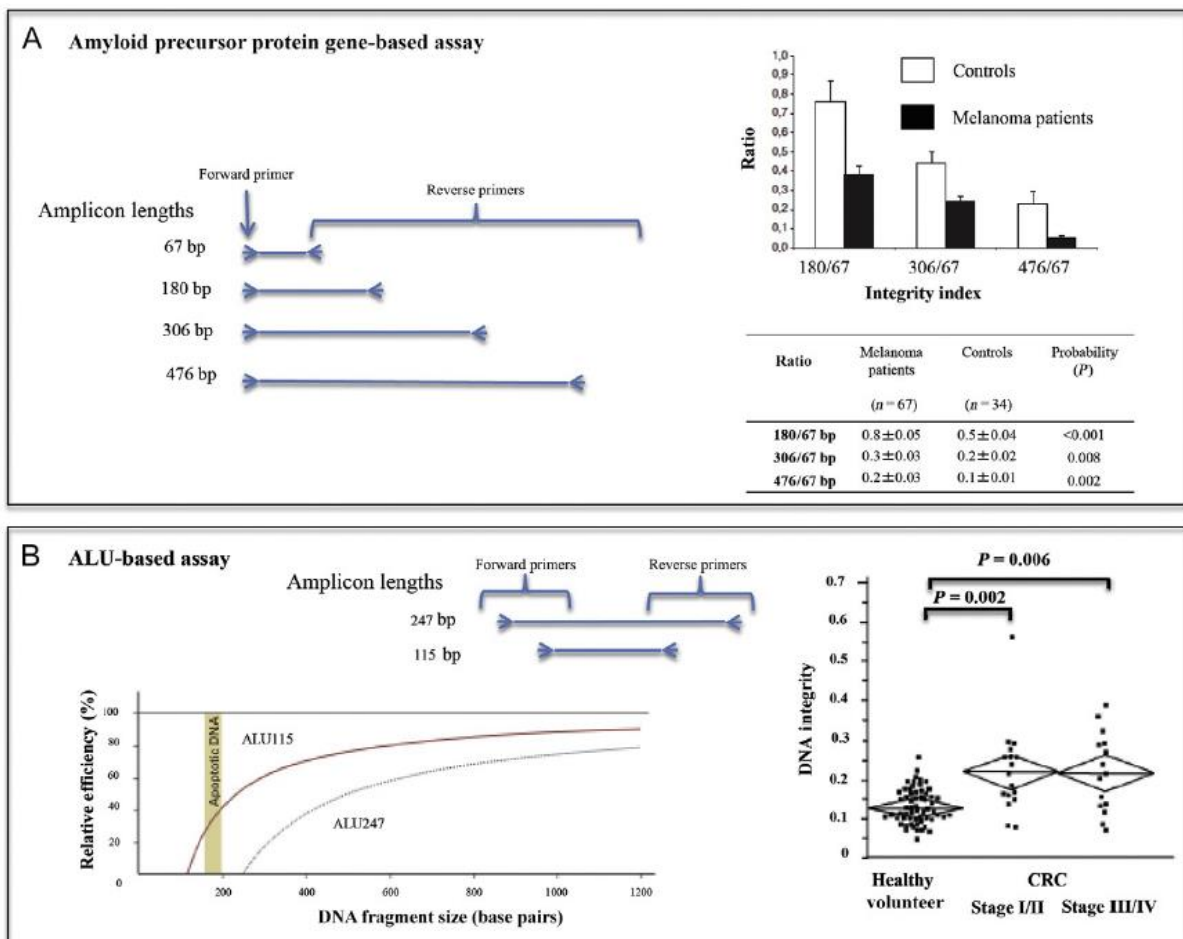 A Amyloid precursor protein gene-based assay
Forward primer
Reverse primers
Amplicon lengths
67 bp
180 bp
306 bp
476 bp
1,0
0,9
0,8
0,7
0,6
0,5
0,4
0,3
0,2
0,1
0,0
Ratio
Controls
Melanoma patients
180/67 306/67 476/67
Integrity index
Ratio Melanoma patients Controls Probability (P)
(n = 67) (n = 34)
180/67 bp 0.8±0.05 0.5±0.04 <0.001
306/67 bp 0.3±0.03 0.2±0.02 0.008
476/67 bp 0.2±0.03 0.1±0.01 0.002
B ALU-based assay
Amplicon lengths
Forward primers
Reverse primers
247 bp
115 bp
Relative efficiency (%)
100
80
60
40
20
0
Apoptotic DNA
ALU115
ALU247
200 400 600 800 1000 1200
DNA fragment size (base pairs)
P = 0.006
P = 0.002
DNA integrity
0.7
0.6
0.5
0.4
0.3
0.2
0.1
0
Healthy volunteer
CRC
Stage I/II Stage III/IV